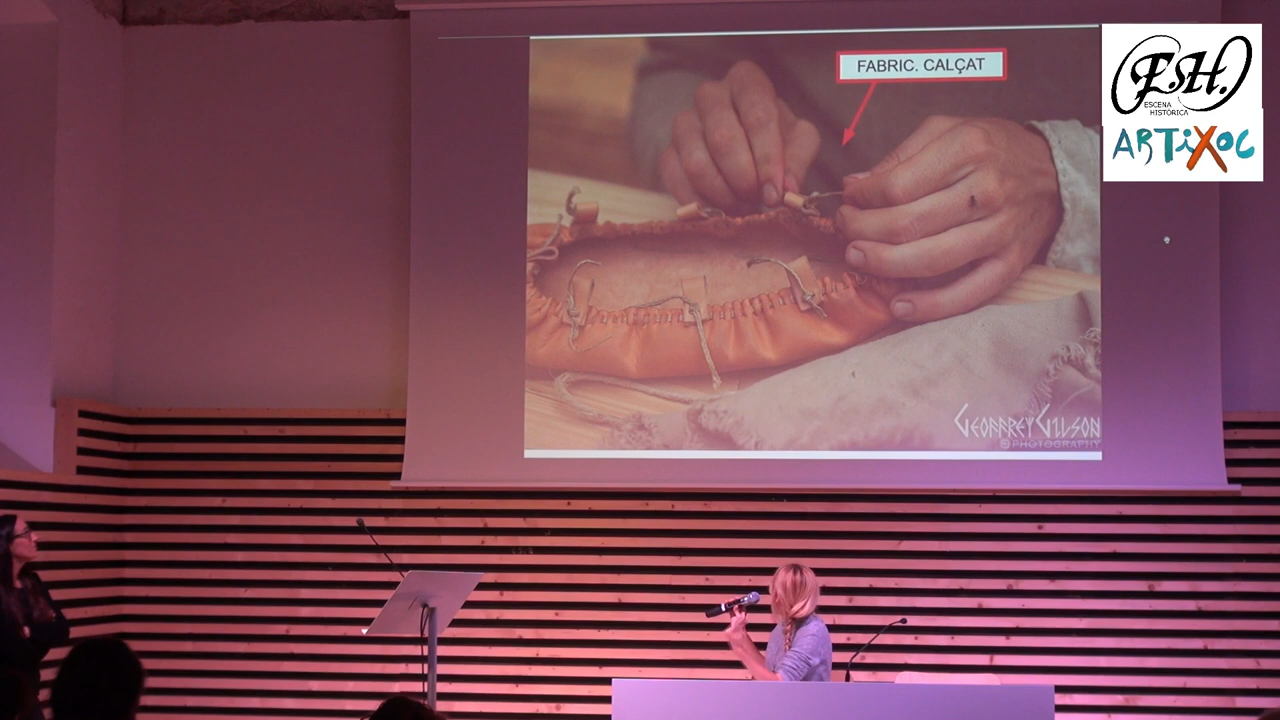 FABRIC. CALÇAT
E.S.H.
ESCENA
HISTÒRICA
ARTiXOC
GEOFFREY GILSON
© PHOTOGRAPHY